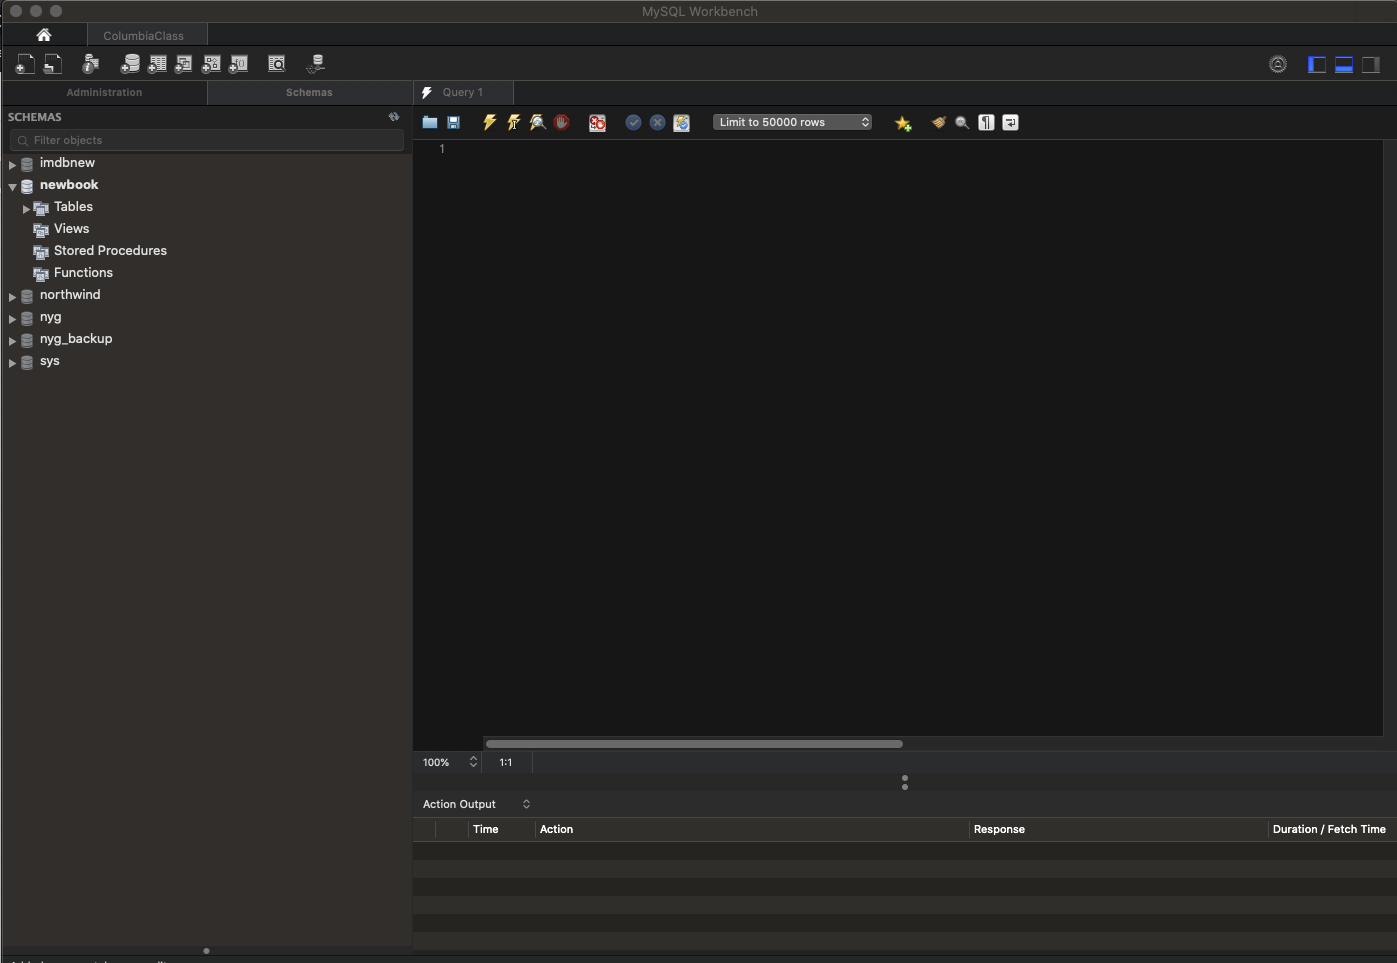 MySQL Workbench
ColumbiaClass
Administration
Schemas
Query 1
SCHEMAS
Filter objects
Limit to 50000 rows
1
imdbnew
newbook
Tables
Views
Stored Procedures
Functions
northwind
nyg
nyg_backup
sys
100%
1:1
Action Output
Time
Action
Response
Duration / Fetch Time